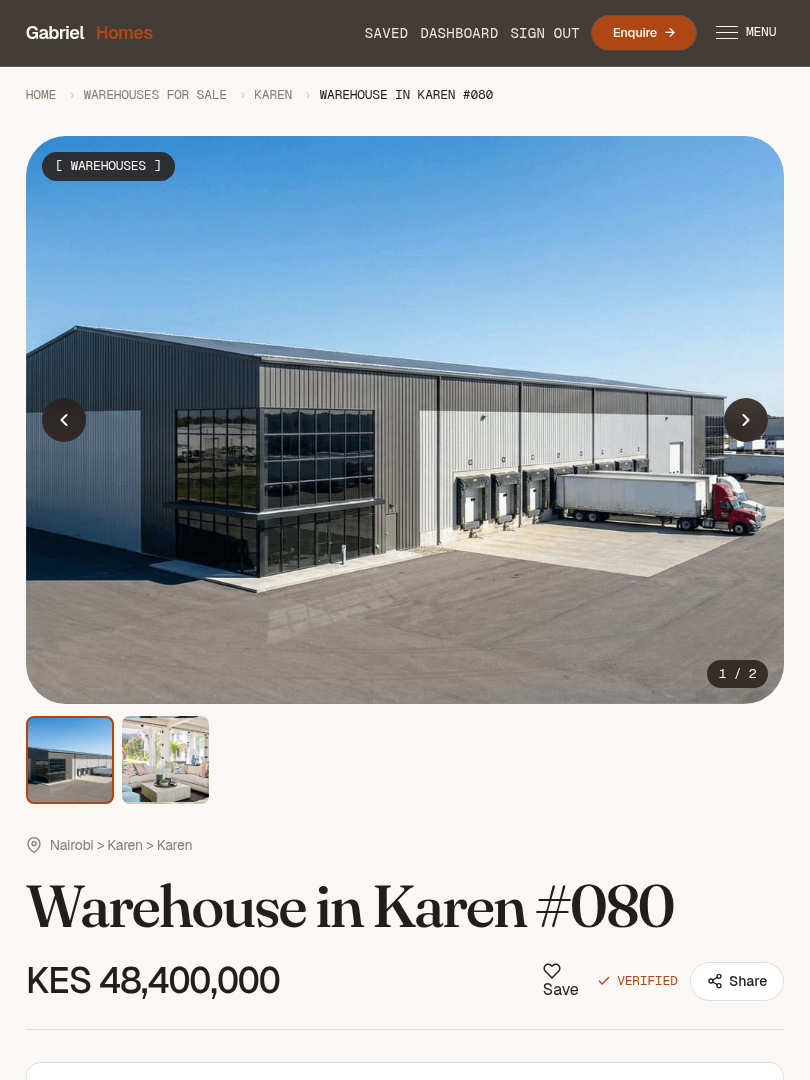 Gabriel Homes SAVED DASHBOARD SIGN OUT Enquire → MENU
HOME › WAREHOUSES FOR SALE › KAREN › WAREHOUSE IN KAREN #080
[ WAREHOUSES ]
1 / 2
Nairobi > Karen > Karen
Warehouse in Karen #080
KES 48,400,000
Save
VERIFIED
Share